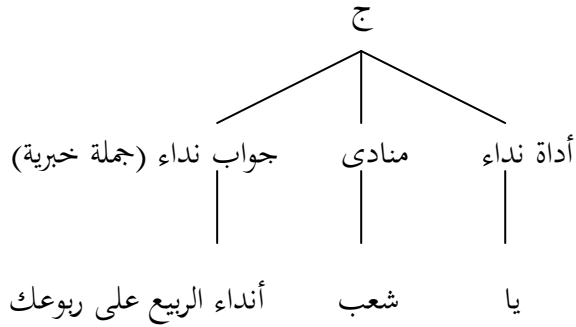 ج
أداة نداء منادى جواب نداء (جملة خبرية)
يا شعب أنداء الربيع على ربوعك